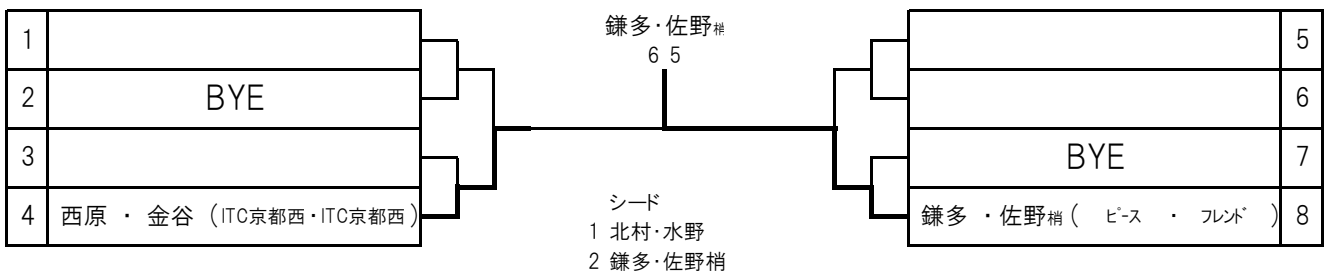 1
2 BYE
3
4 西原 ・ 金谷 (ITC京都西・ITC京都西)
鎌多・佐野梢
6 5
シード
1 北村・水野
2 鎌多・佐野梢
5
6
BYE 7
鎌多 ・佐野梢 ( ピース ・ フレンド ) 8